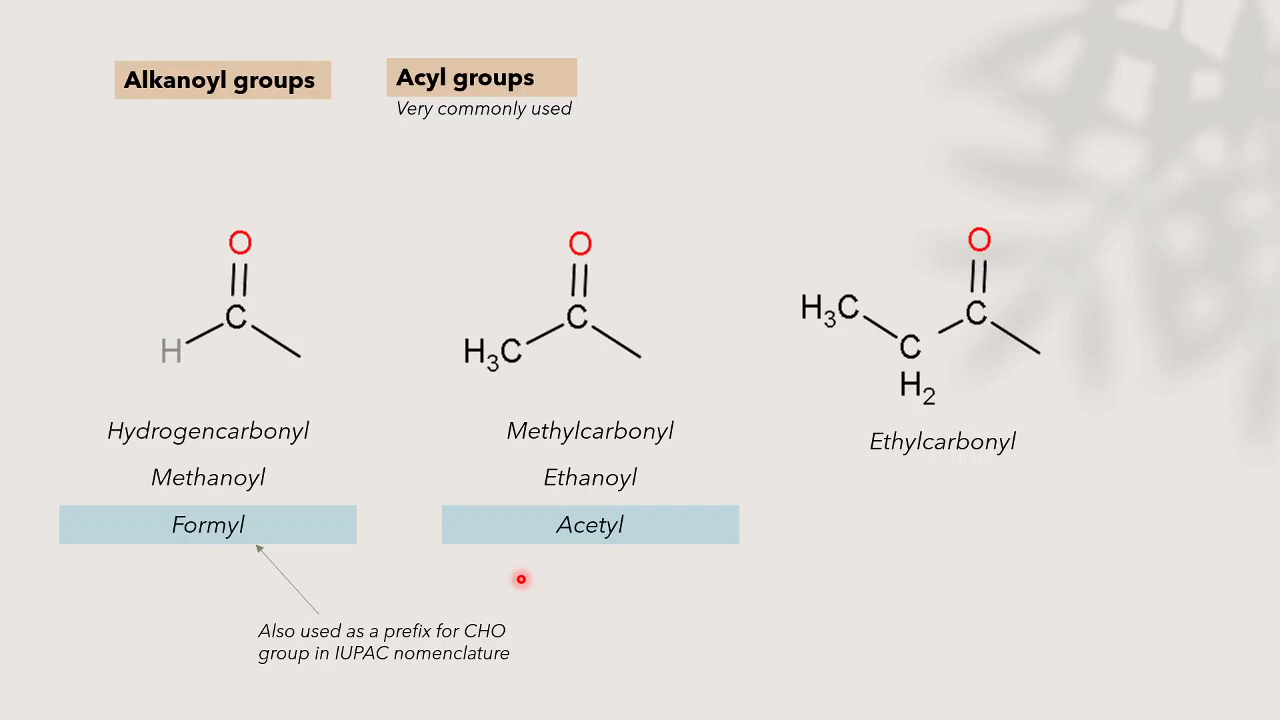 Alkanoyl groups
Acyl groups
Very commonly used
O
C
H
O
C
H3C
O
H3C
C
C
H2
Hydrogencarbonyl
Methanoyl
Formyl
Methylcarbonyl
Ethanoyl
Acetyl
Ethylcarbonyl
Also used as a prefix for CHO
group in IUPAC nomenclature